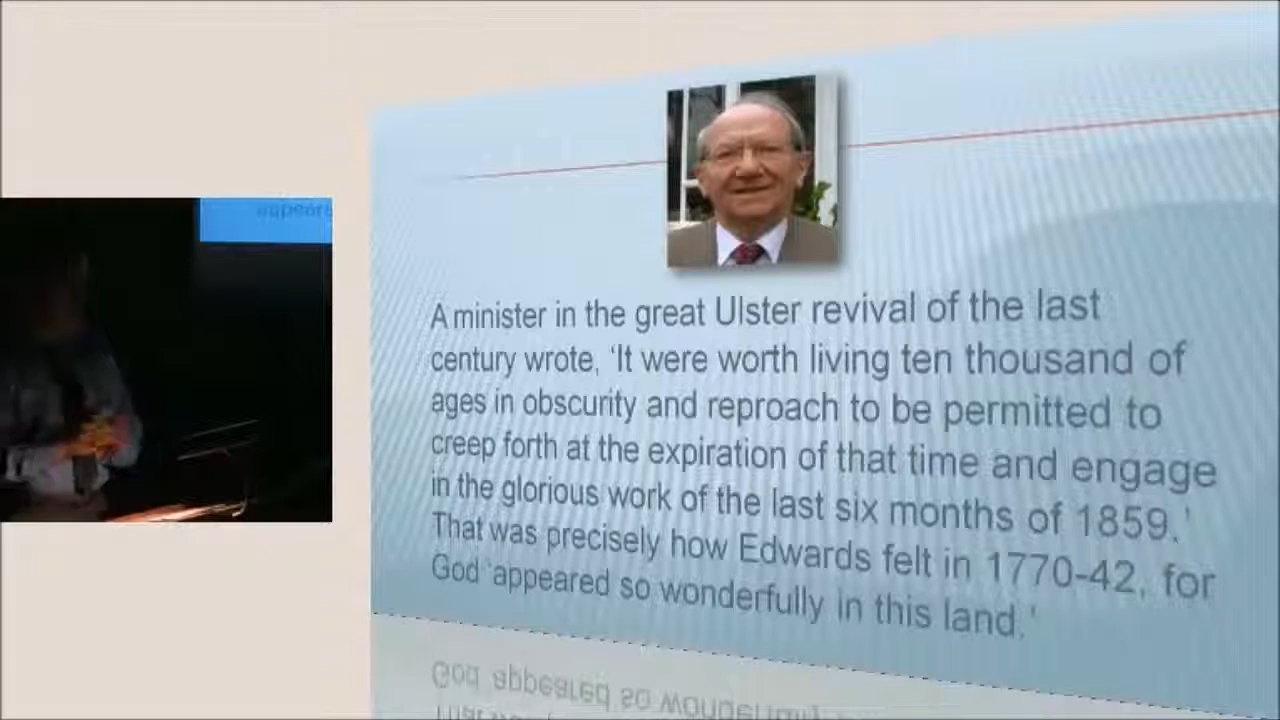 appeare
A minister in the great Ulster revival of the last
century wrote, ‘It were worth living ten thousand of
ages in obscurity and reproach to be permitted to
creep forth at the expiration of that time and engage
in the glorious work of the last six months of 1859.’
That was precisely how Edwards felt in 1770-42, for
God ‘appeared so wonderfully in this land.’